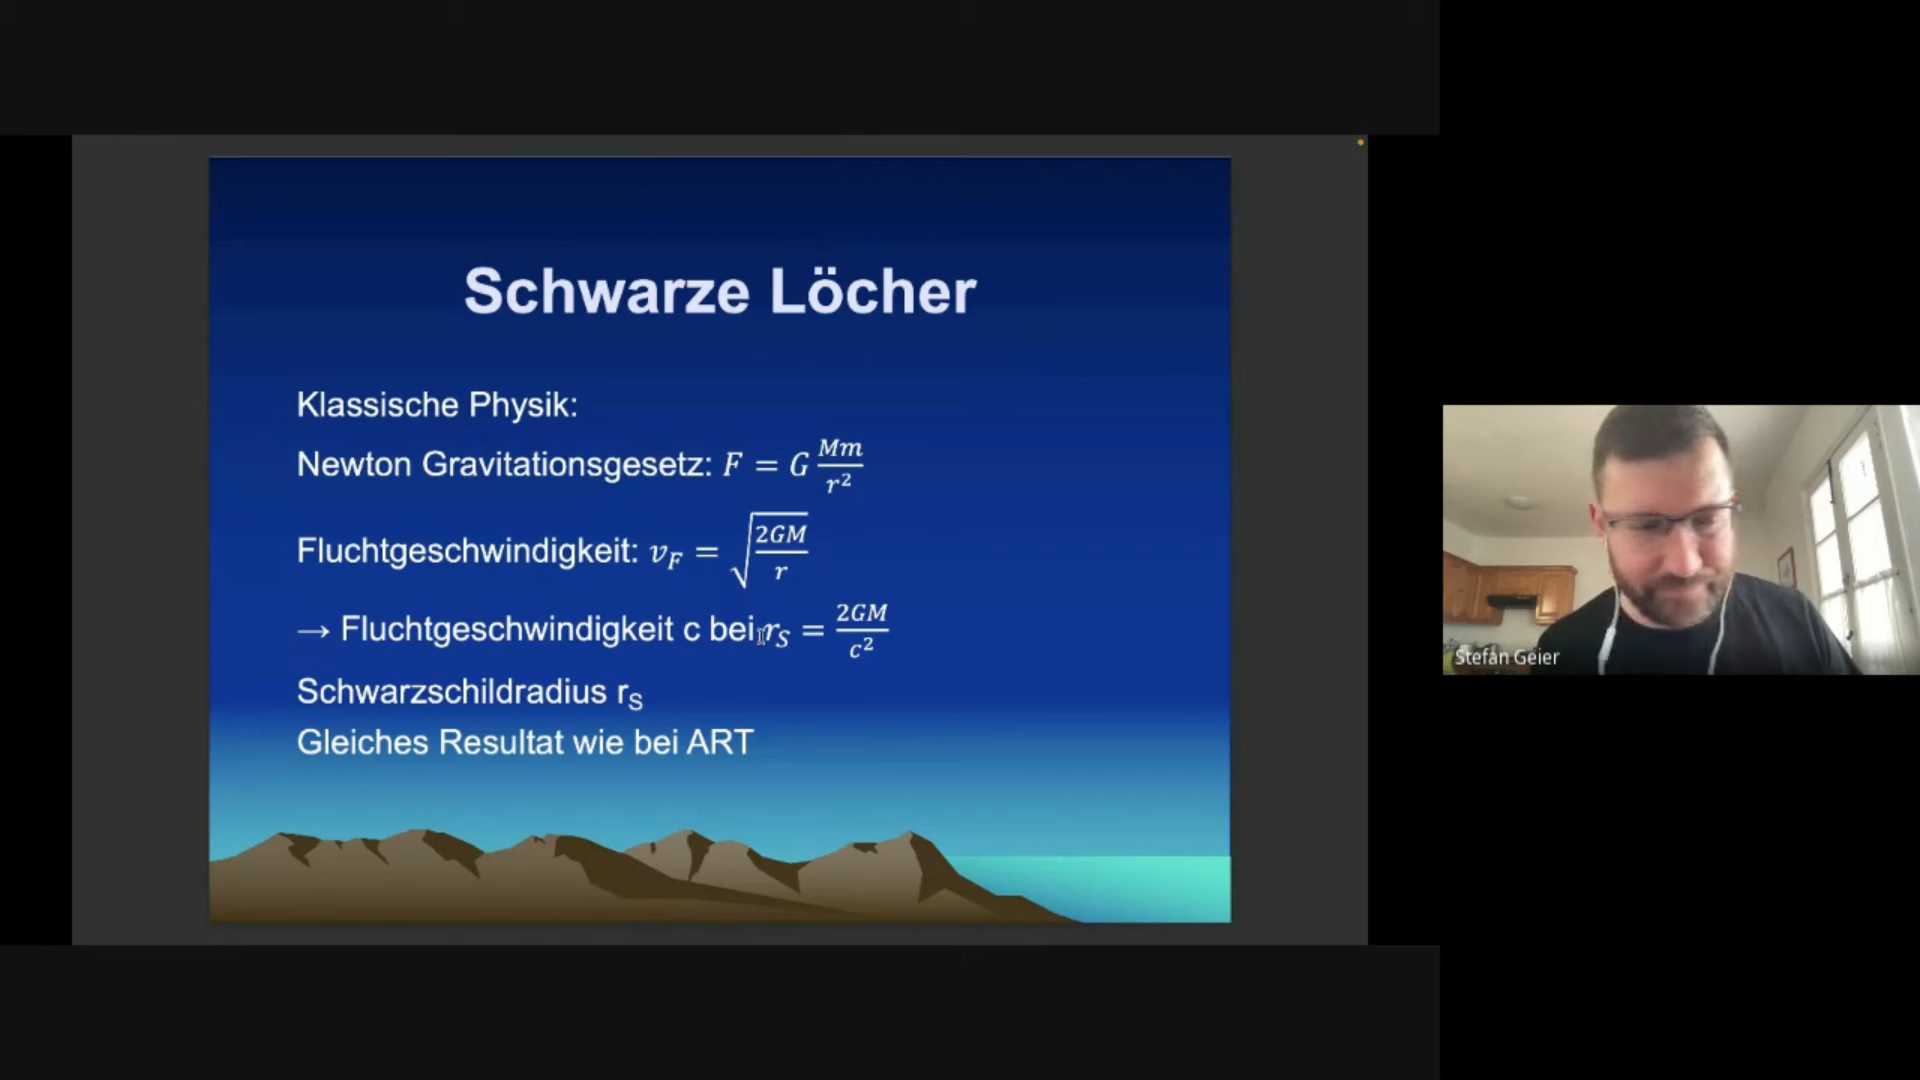 Schwarze Löcher
Klassische Physik:
Newton Gravitationsgesetz: F = G Mm/r²
Fluchtgeschwindigkeit: v_F = √(2GM/r)
→ Fluchtgeschwindigkeit c bei r_S = 2GM/c²
Schwarzschildradius r_S
Gleiches Resultat wie bei ART
Stefan Geier